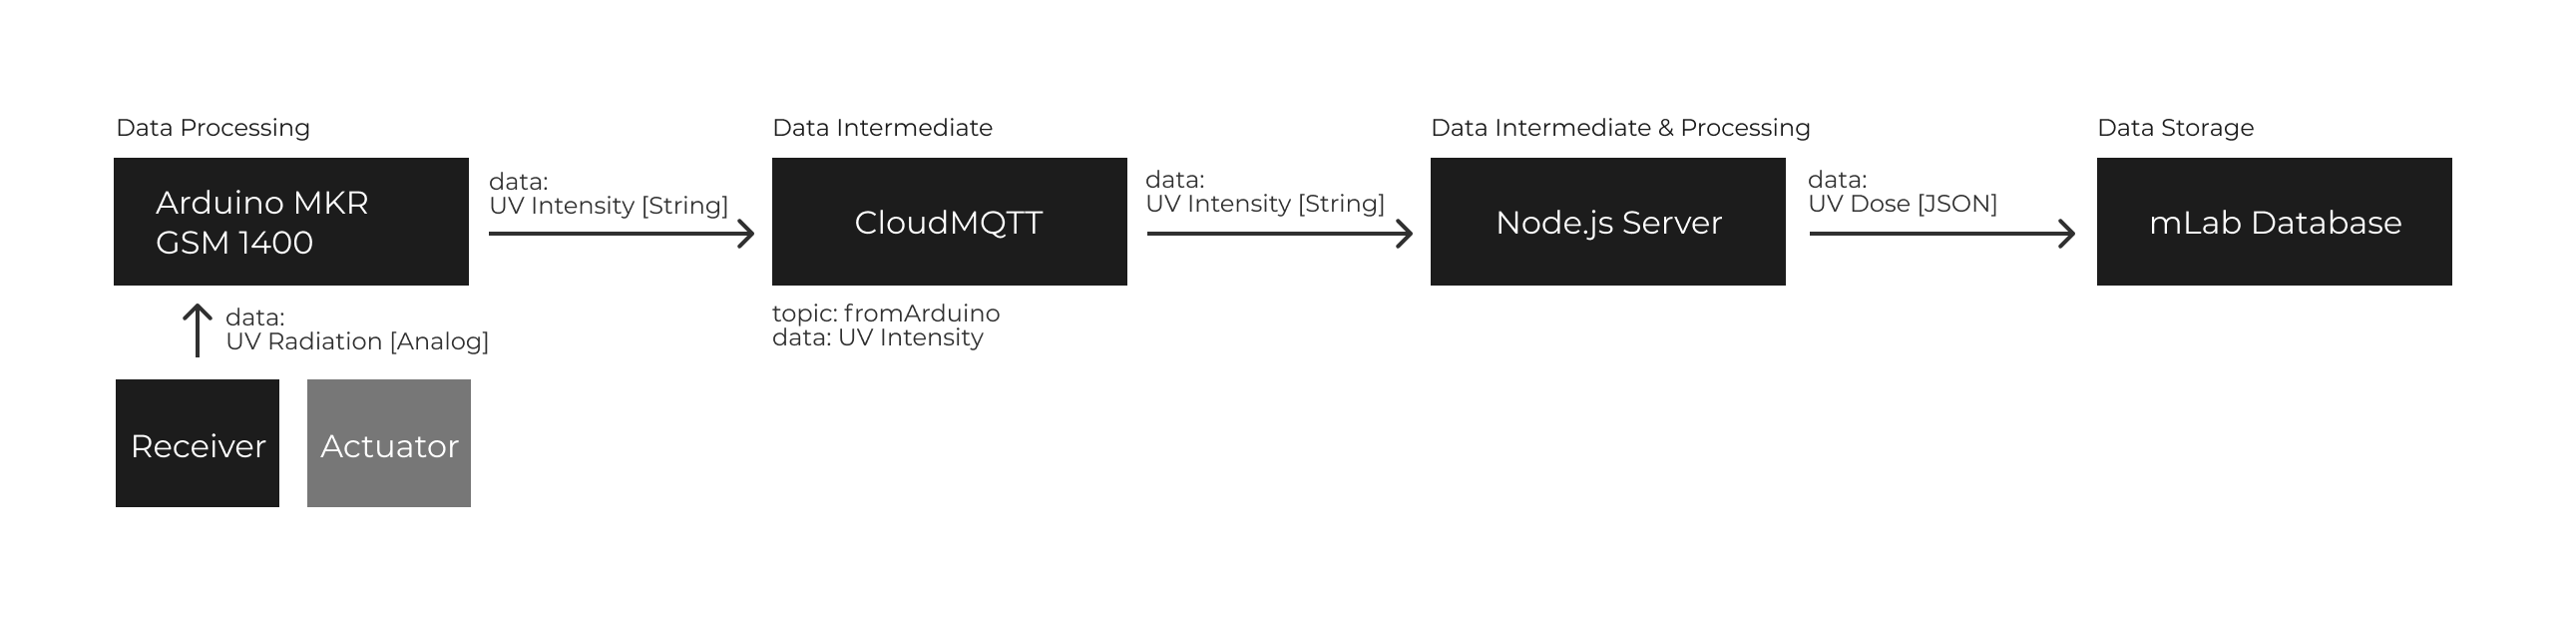 Data Processing
Arduino MKR
GSM 1400
data:
UV Intensity [String]
Data Intermediate
CloudMQTT
topic: fromArduino
data: UV Intensity
data:
UV Intensity [String]
Data Intermediate & Processing
Node.js Server
data:
UV Dose [JSON]
Data Storage
mLab Database
data:
UV Radiation [Analog]
Receiver
Actuator